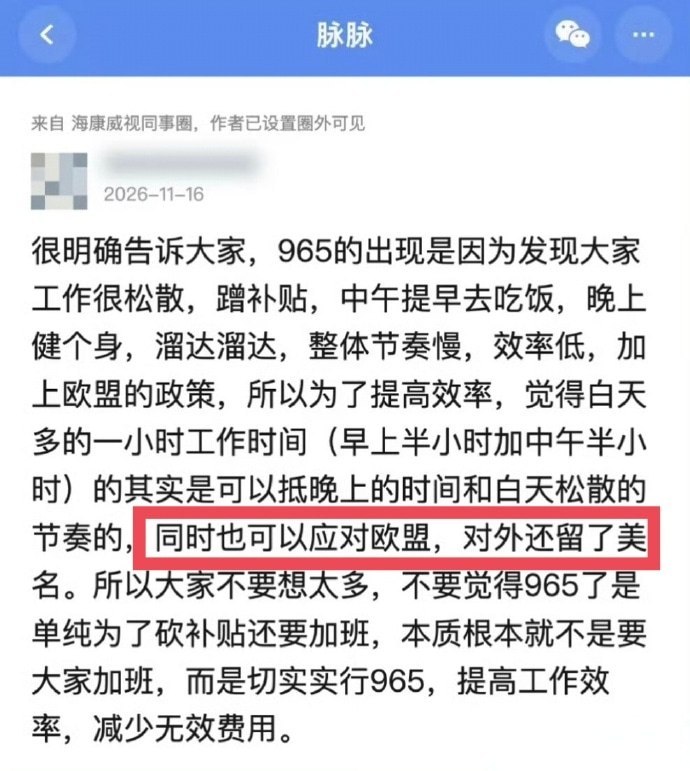 脉脉
来自 海康威视同事圈，作者已设置圈外可见
2026-11-16
很明确告诉大家，965的出现是因为发现大家
工作很松散，蹭补贴，中午提早去吃饭，晚上
健个身，溜达溜达，整体节奏慢，效率低，加
上欧盟的政策，所以为了提高效率，觉得白天
多的一小时工作时间（早上半小时加中午半小
时）的其实是可以抵晚上的时间和白天松散的
节奏的，同时也可以应对欧盟，对外还留了美
名。所以大家不要想太多，不要觉得965了是
单纯为了砍补贴还要加班，本质根本就不是要
大家加班，而是切实实行965，提高工作效
率，减少无效费用。